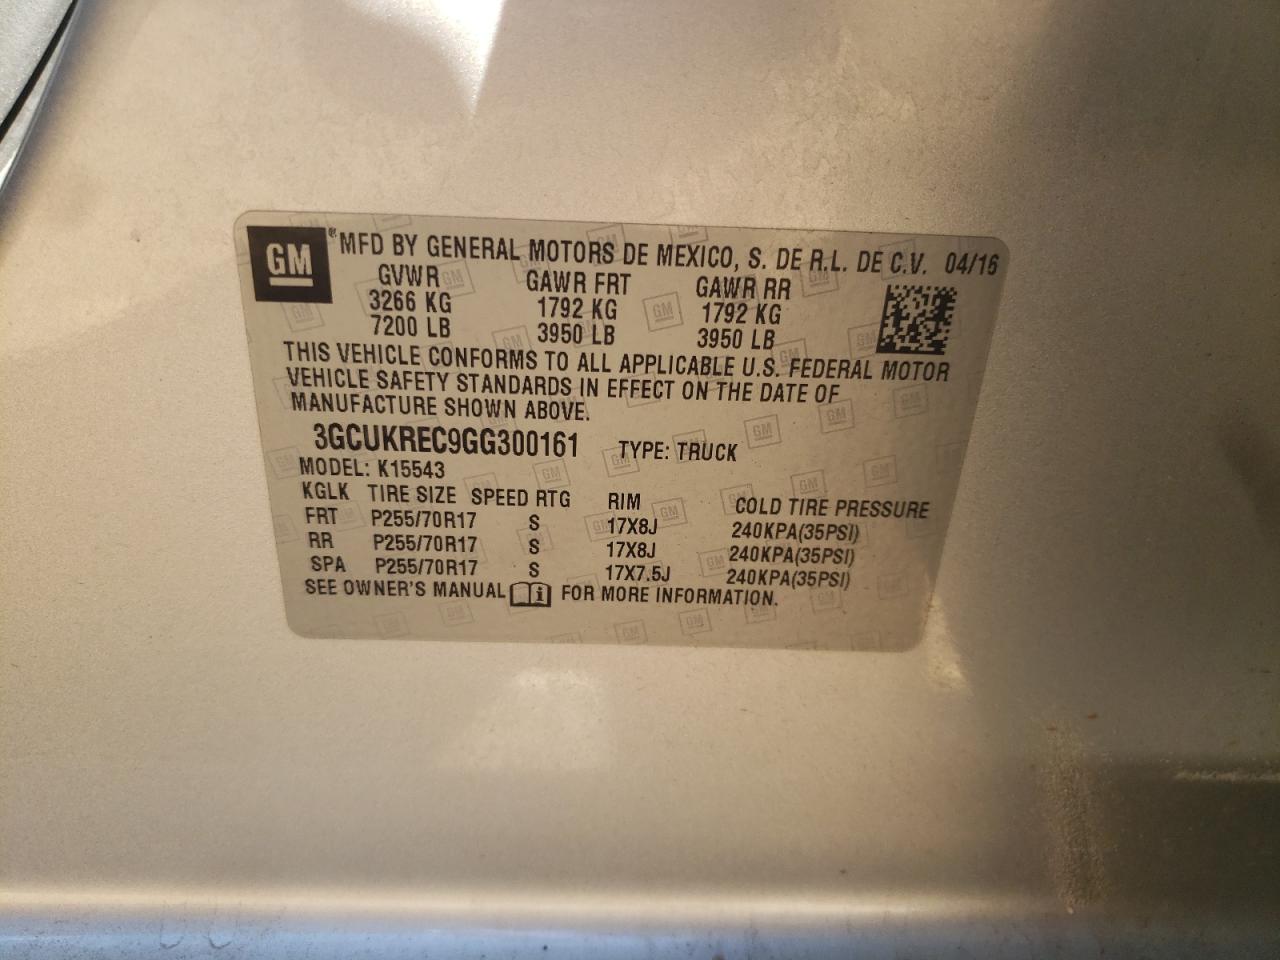 GM ® MFD BY GENERAL MOTORS DE MEXICO, S. DE R.L. DE C.V. 04/16
GVWR GAWR FRT GAWR RR
3266 KG 1792 KG 1792 KG
7200 LB 3950 LB 3950 LB
THIS VEHICLE CONFORMS TO ALL APPLICABLE U.S. FEDERAL MOTOR
VEHICLE SAFETY STANDARDS IN EFFECT ON THE DATE OF
MANUFACTURE SHOWN ABOVE.
3GCUKREC9GG300161 TYPE: TRUCK
MODEL: K15543
KGLK TIRE SIZE SPEED RTG RIM COLD TIRE PRESSURE
FRT P255/70R17 S 17X8J 240KPA(35PSI)
RR P255/70R17 S 17X8J 240KPA(35PSI)
SPA P255/70R17 S 17X7.5J 240KPA(35PSI)
SEE OWNER'S MANUAL i FOR MORE INFORMATION.